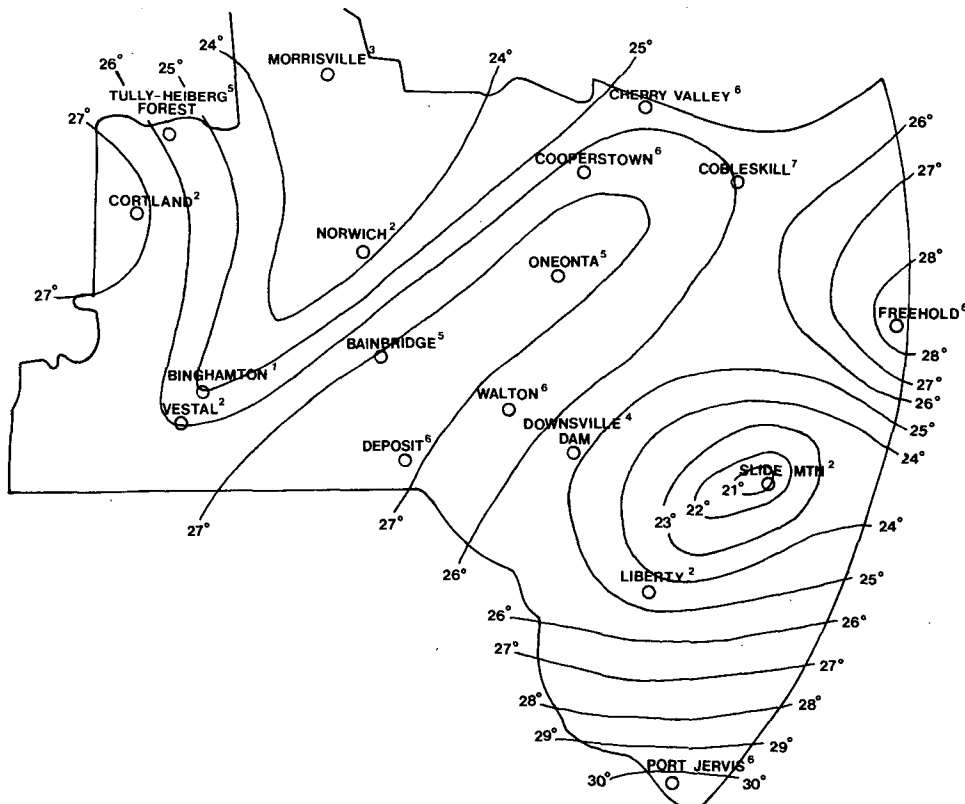 24°
MORRISVILLE³
24°
25°
26°
25°
TULLY-HEIBERG⁵
FOREST
CHERRY VALLEY⁶
27°
26°
COOPERSTOWN⁶
COBLESKILL⁷
27°
CORTLAND²
NORWICH²
ONEONTA⁵
28°
27°
FREEHOLD⁶
BAINBRIDGE⁵
28°
BINGHAMTON¹
27°
WALTON⁶
26°
VESTAL²
DOWNSVILLE⁴
DAM
25°
DEPOSIT⁶
24°
SLIDE MTN²
21°
22°
27°
27°
23°
24°
26°
LIBERTY²
25°
26°
26°
27°
27°
28°
28°
29°
29°
PORT JERVIS⁶
30°
30°